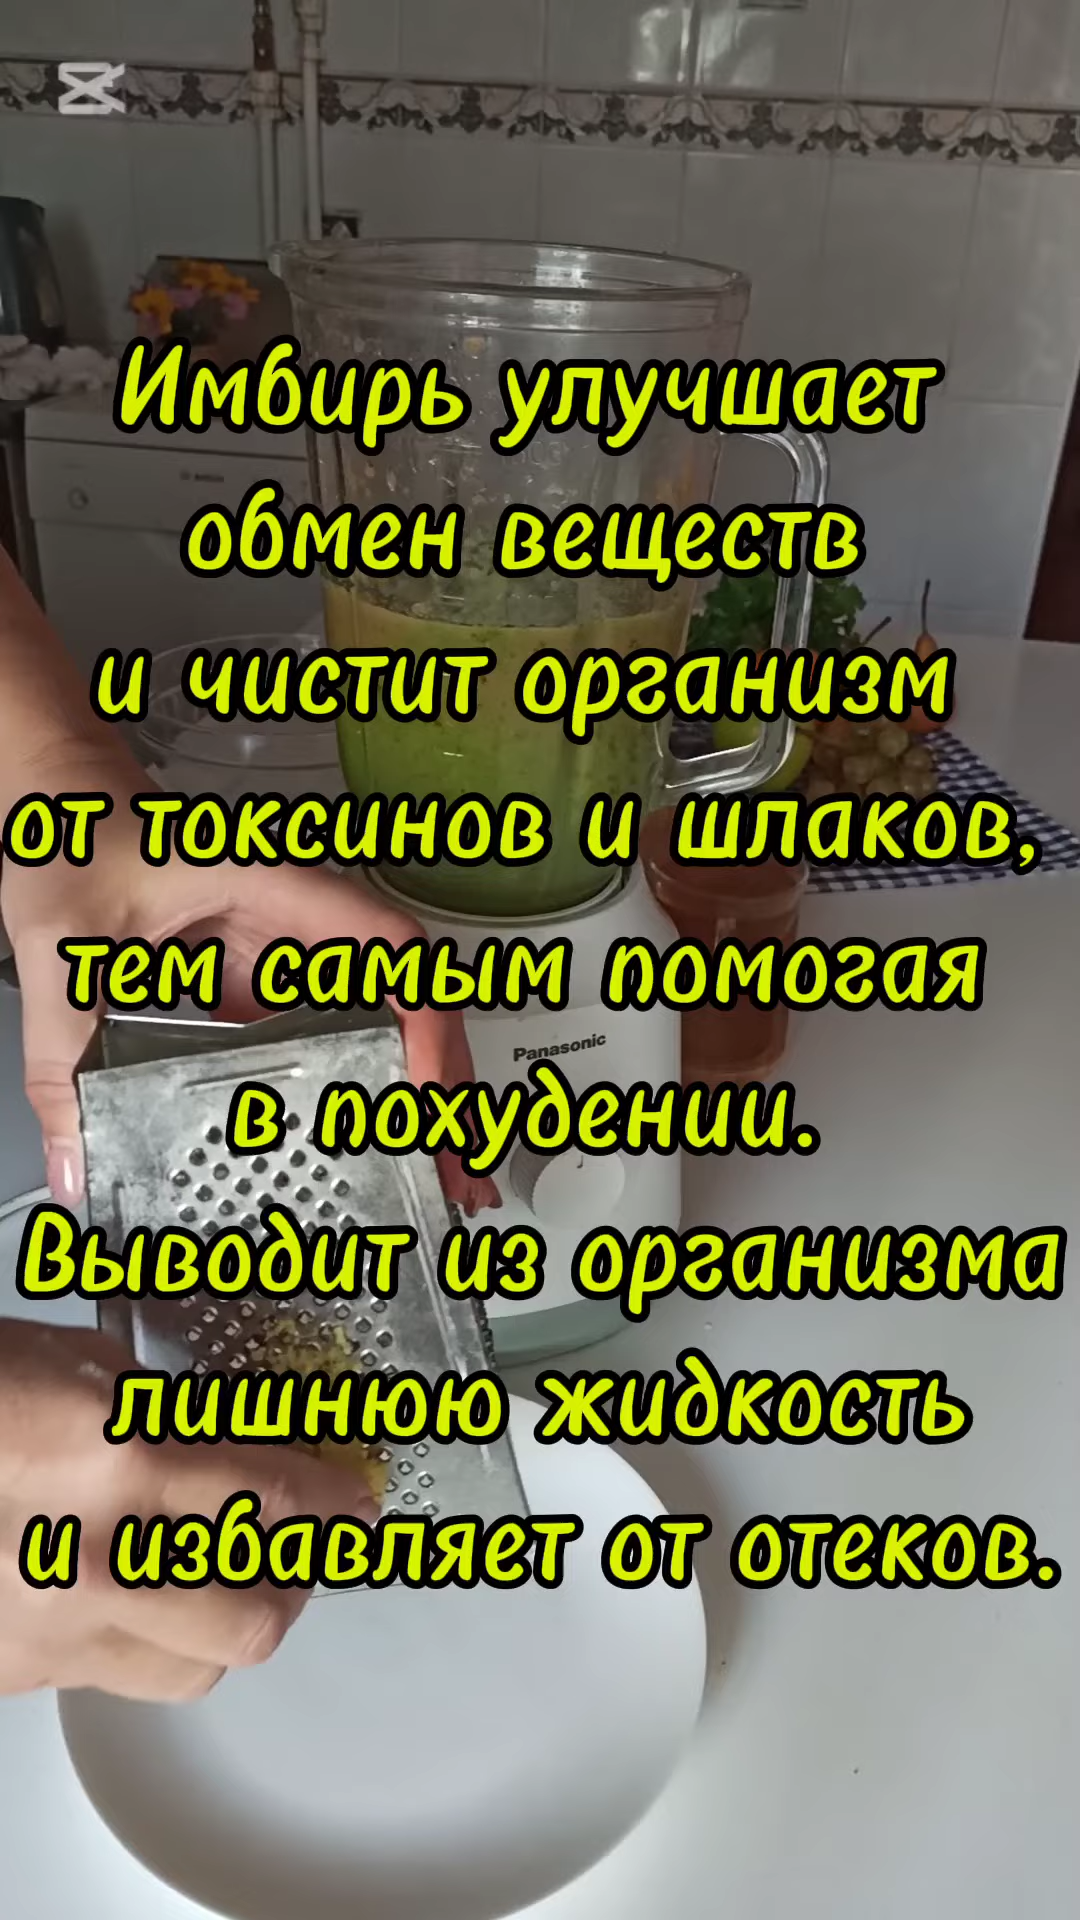 Имбирь улучшает
обмен веществ
и чистит организм
от токсинов и шлаков,
тем самым помогая
в похудении.
Выводит из организма
лишнюю жидкость
и избавляет от отеков.
Panasonic